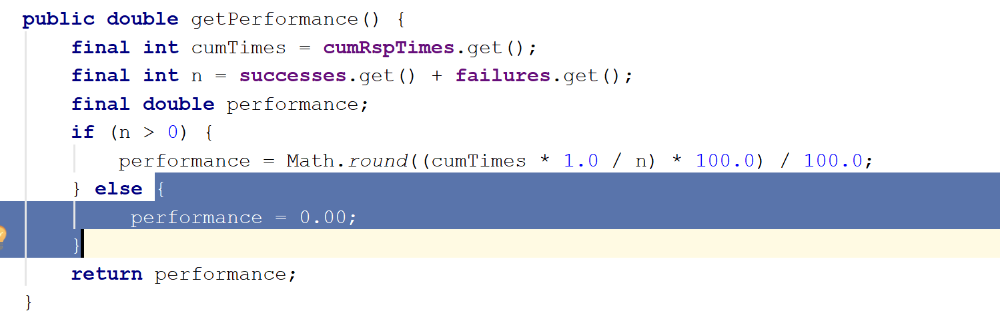 public double getPerformance() {
final int cumTimes = cumRspTimes.get();
final int n = successes.get() + failures.get();
final double performance;
if (n > 0) {
performance = Math.round((cumTimes * 1.0 / n) * 100.0) / 100.0;
} else {
performance = 0.00;
}
return performance;
}